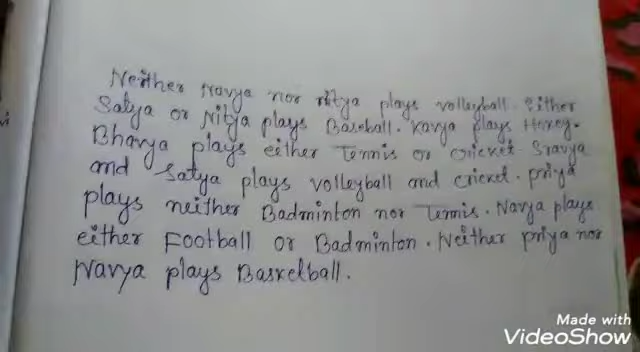 Neither Navya nor nitya plays volleyball. Either
Satya or Nitya plays Baseball. Kavya plays Hockey.
Bhavya plays either Tennis or cricket. Sravya
and Satya plays volleyball and cricket. priya
plays neither Badminton nor Tennis. Navya plays
either Football or Badminton. Neither priya nor
Navya plays Basketball.
Made with
VideoShow